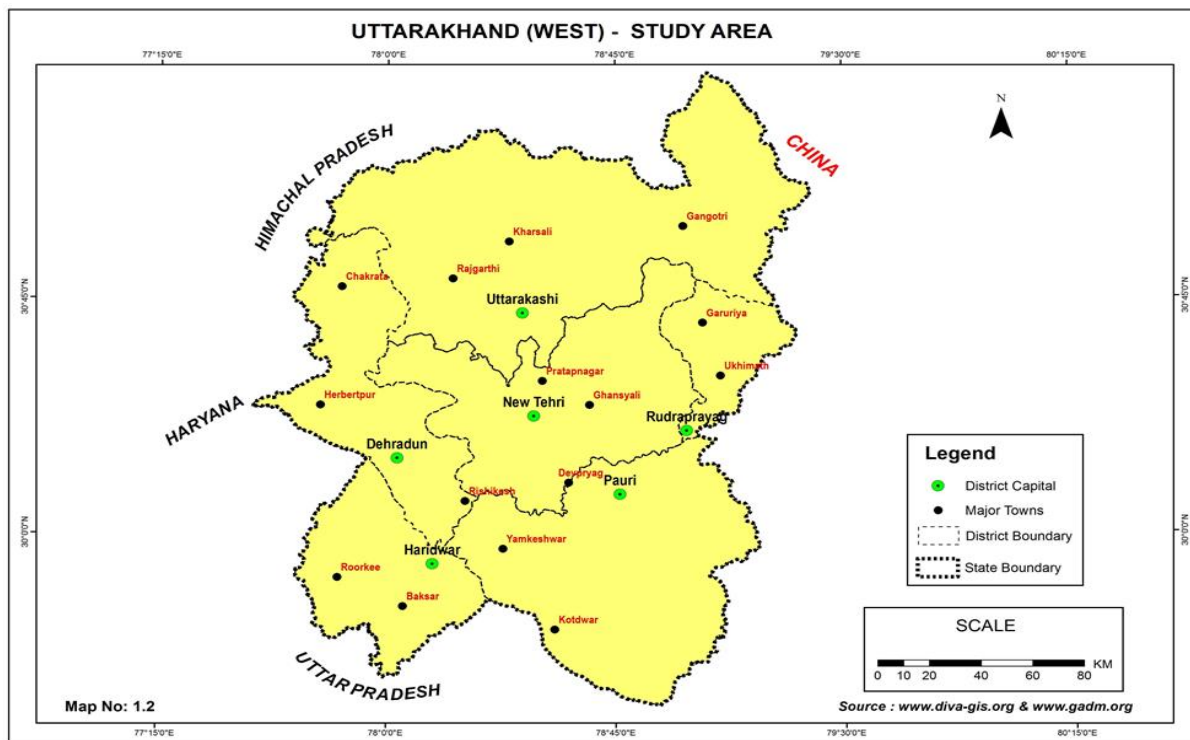 UTTARAKHAND (WEST) - STUDY AREA
77°15'0"E 78°0'0"E 78°45'0"E 79°30'0"E 80°15'0"E
N
HIMACHAL PRADESH
CHINA
Gangotri
Kharsali
Rajgarthi
Chakrata
30°45'0"N
30°45'0"N
Uttarakashi
Garuriya
Ukhimath
Pratapnagar
Herbertpur
Ghansyali
HARYANA
New Tehri
Rudraprayag
Dehradun
Devpryag
Pauri
Rishikesh
30°0'0"N
30°0'0"N
Yamkeshwar
Haridwar
Roorkee
Baksar
Kotdwar
UTTAR PRADESH
Legend
District Capital
Major Towns
District Boundary
State Boundary
SCALE
KM
0 10 20 40 60 80
Map No: 1.2
Source : www.diva-gis.org & www.gadm.org
77°15'0"E 78°0'0"E 78°45'0"E 79°30'0"E 80°15'0"E